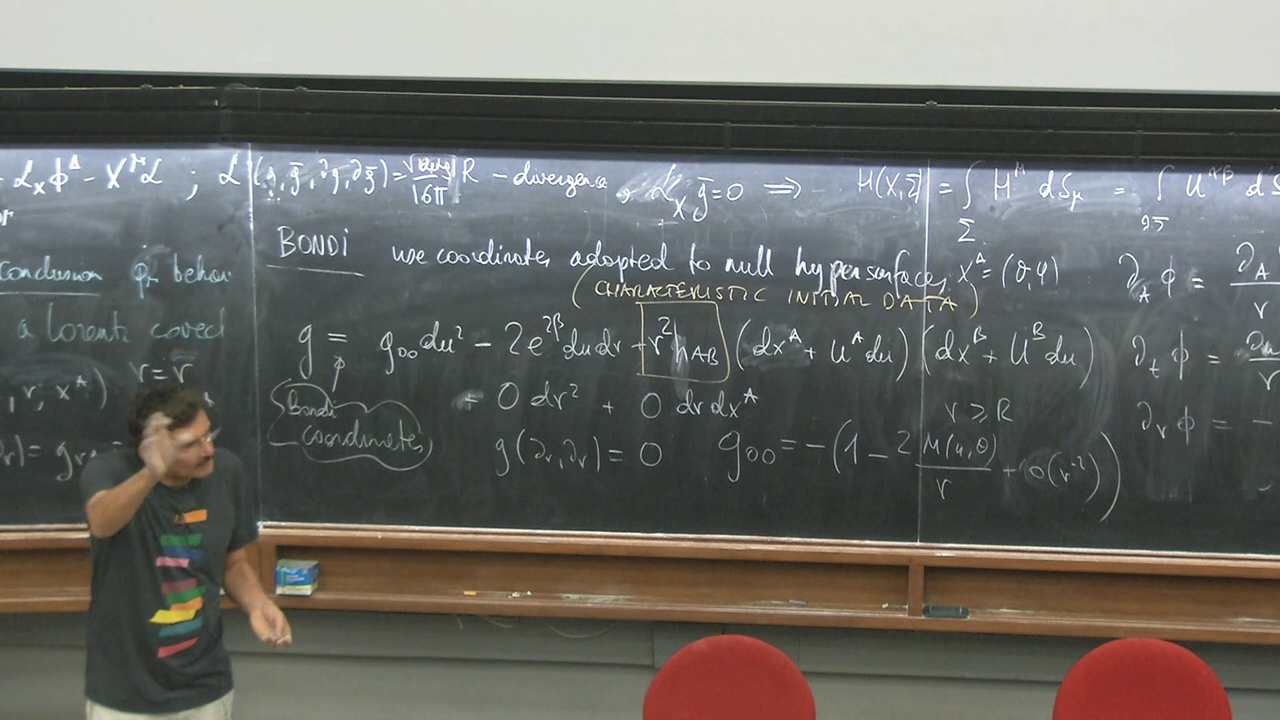 ℒ_X φ^A − X^μ ℒ ; ℒ(g, ḡ, ∂g, ∂ḡ) = √|det g|/16π R − divergence, ℒ_X ḡ = 0 ⟹ H(X,Σ) = ∫_Σ H^μ dS_μ = ∫_∂Σ U^αβ dS
BONDI use coordinates adapted to null hypersurfaces, x^A = (θ,φ) ∂_A φ = ∂_A / r
(CHARACTERISTIC INITIAL DATA)
Conclusion behav
a Lorentz
g = g_00 du² − 2e^{2β} du dr + r² h_AB (dx^A + U^A du)(dx^B + U^B du) ∂_t φ =
r = r̄
, r, x^A)
Bondi coordinates
+ 0 dr² + 0 dr dx^A r ⩾ R ∂_r φ = −
g(∂_r, ∂_r) = 0 g_00 = −(1 − 2 M(u,θ)/r + O(r^{-2}))